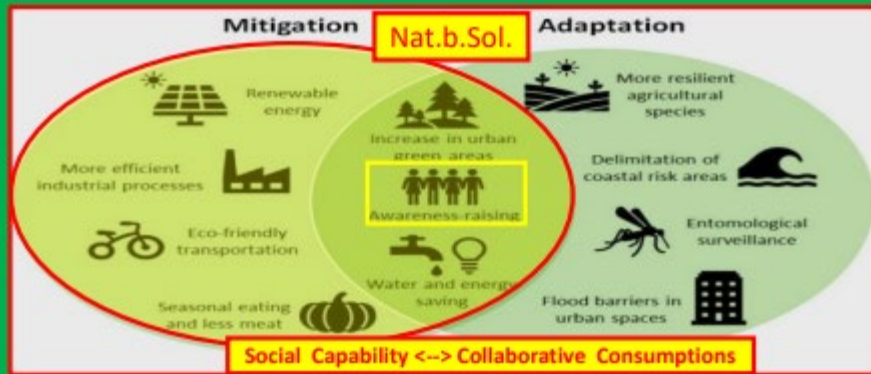 Mitigation
Nat.b.Sol.
Adaptation
Renewable
energy
More efficient
industrial processes
Eco-friendly
transportation
Seasonal eating
and less meat
Increase in urban
green areas
Awareness-raising
Water and energy
saving
More resilient
agricultural
species
Delimitation of
coastal risk areas
Entomological
surveillance
Flood barriers in
urban spaces
Social Capability <--> Collaborative Consumptions